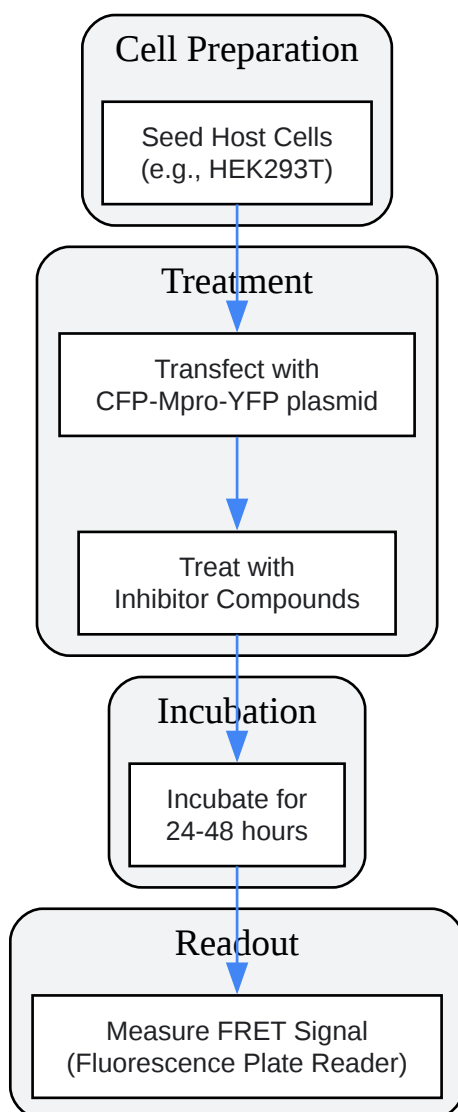 Cell Preparation
Seed Host Cells
(e.g., HEK293T)
Treatment
Transfect with
CFP-Mpro-YFP plasmid
Treat with
Inhibitor Compounds
Incubation
Incubate for
24-48 hours
Readout
Measure FRET Signal
(Fluorescence Plate Reader)